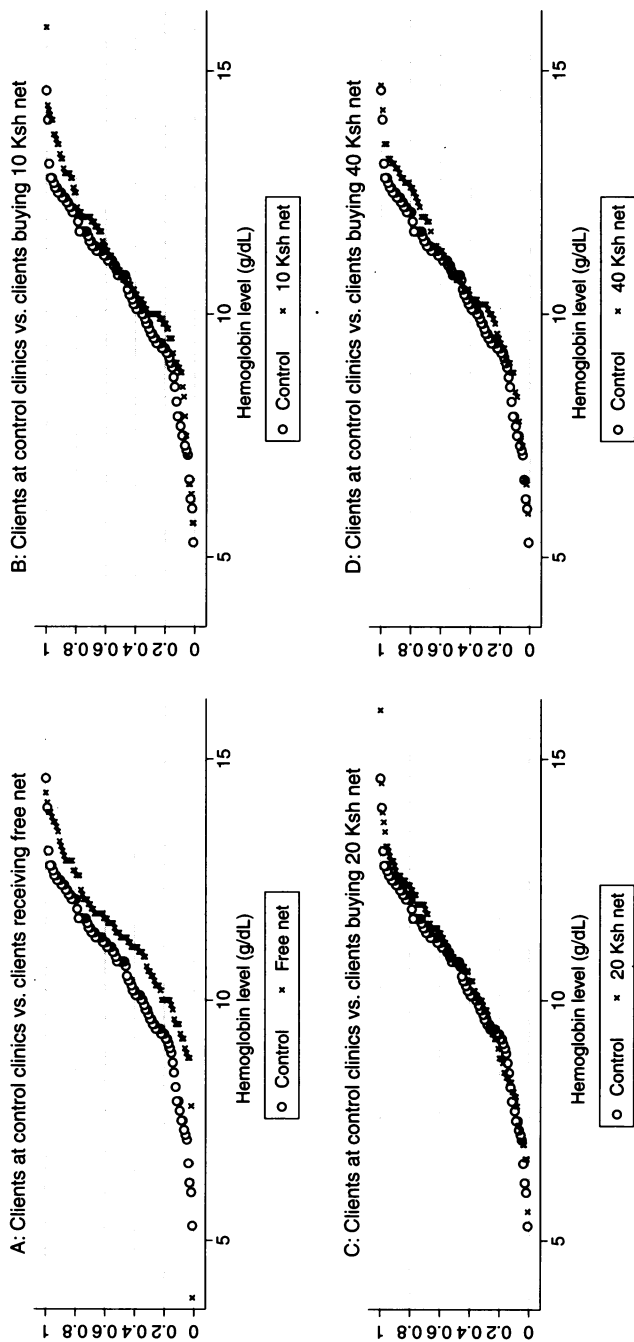 A: Clients at control clinics vs. clients receiving free net
1
0.8
0.6
0.4
0.2
0
5
10
15
Hemoglobin level (g/dL)
Control
Free net
B: Clients at control clinics vs. clients buying 10 Ksh net
1
0.8
0.6
0.4
0.2
0
5
10
15
Hemoglobin level (g/dL)
Control
10 Ksh net
C: Clients at control clinics vs. clients buying 20 Ksh net
1
0.8
0.6
0.4
0.2
0
5
10
15
Hemoglobin level (g/dL)
Control
20 Ksh net
D: Clients at control clinics vs. clients buying 40 Ksh net
1
0.8
0.6
0.4
0.2
0
5
10
15
Hemoglobin level (g/dL)
Control
40 Ksh net